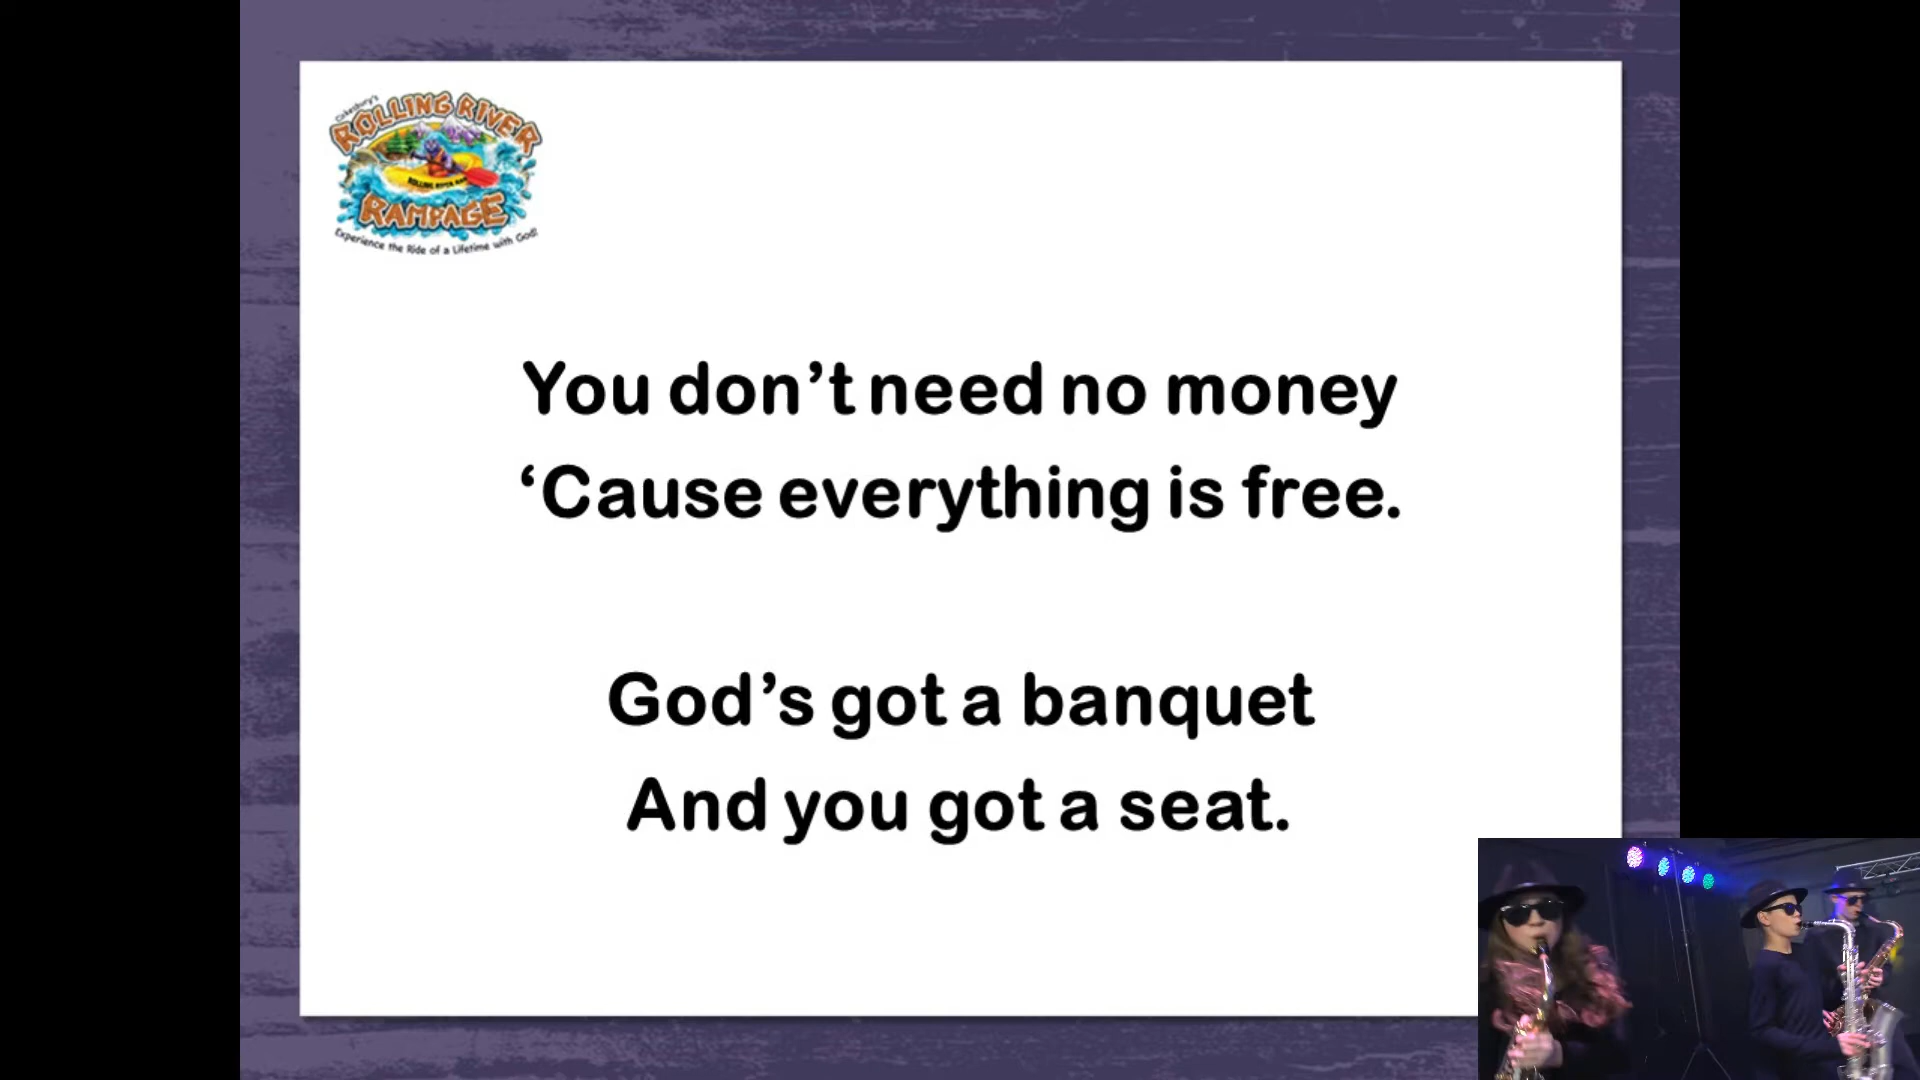 Cokesbury's
ROLLING RIVER
RAMPAGE
Experience the Ride of a Lifetime with God!
You don’t need no money
‘Cause everything is free.
God’s got a banquet
And you got a seat.